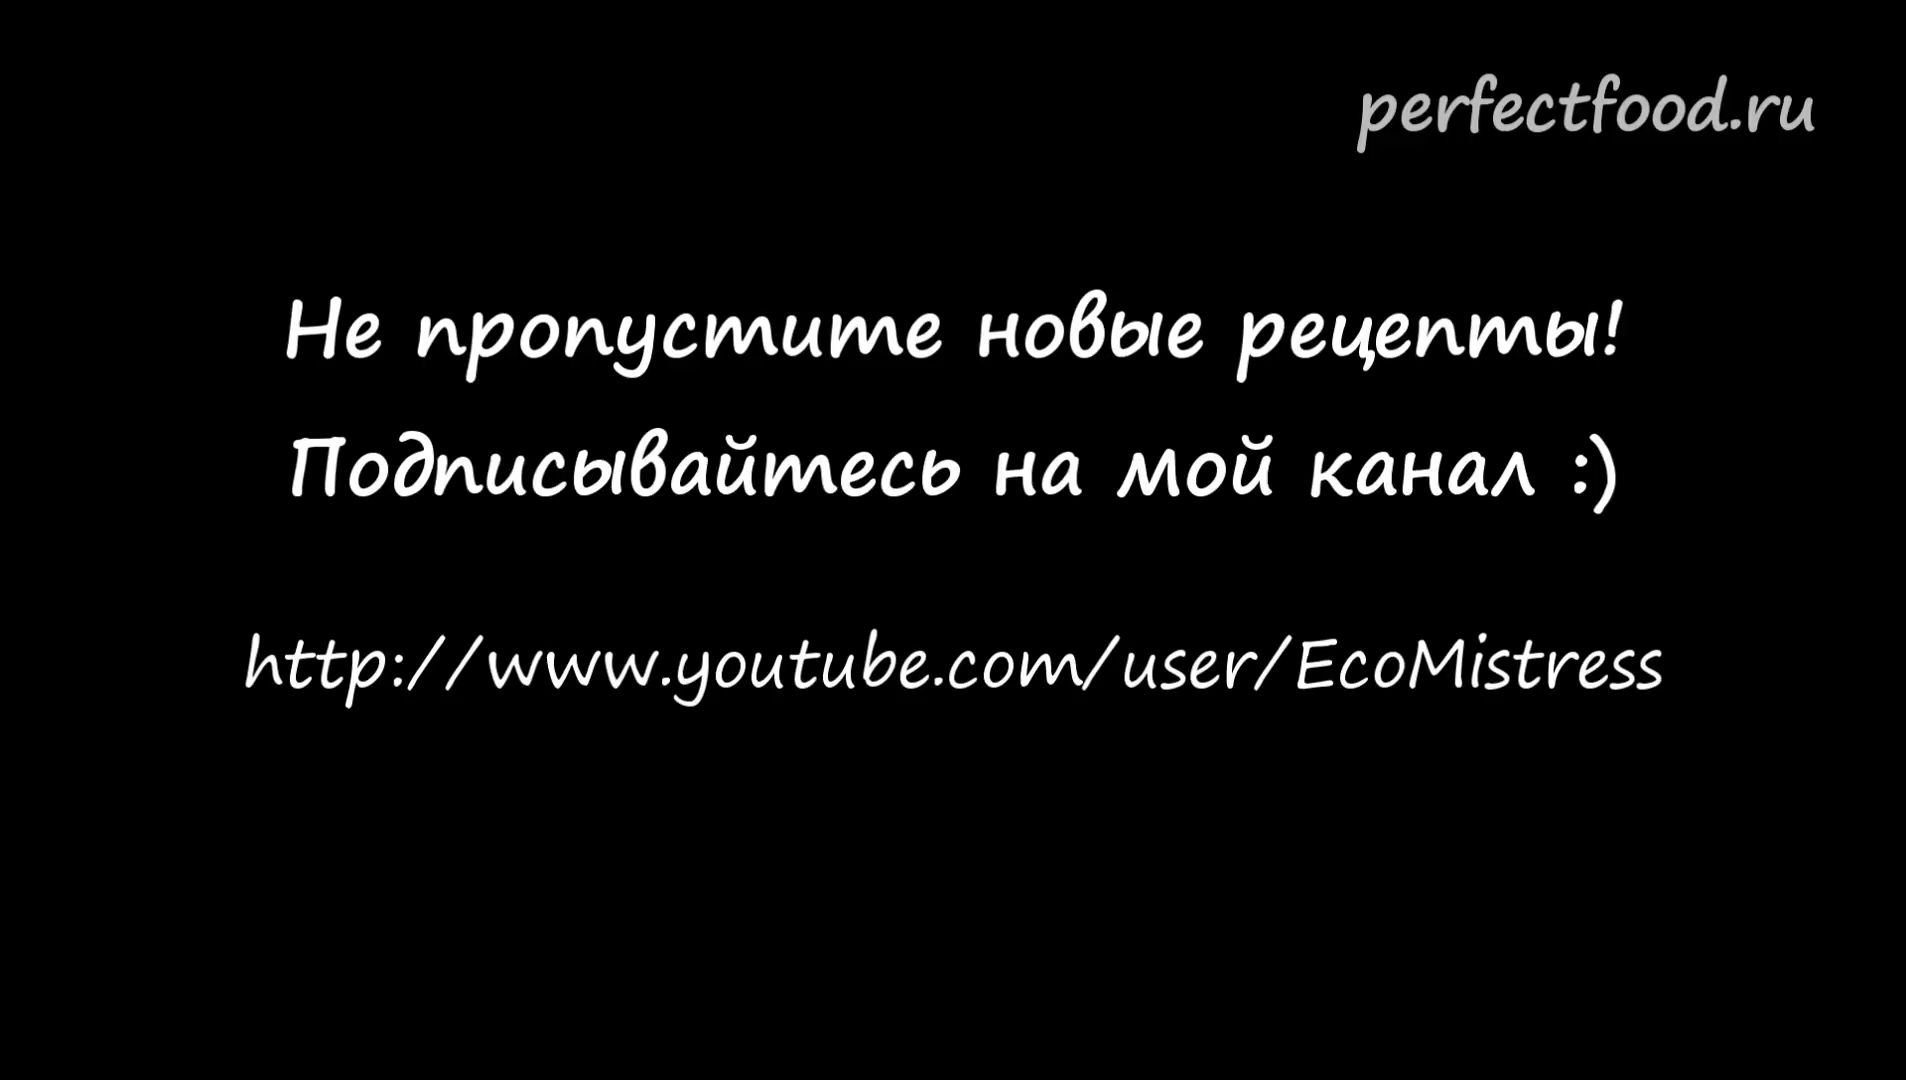 perfectfood.ru
Не пропустите новые рецепты!
Подписывайтесь на мой канал :)
http://www.youtube.com/user/EcoMistress